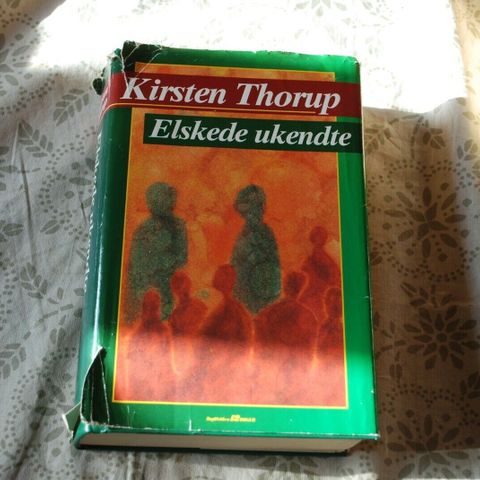 Kirsten Thorup
Elskede ukendte